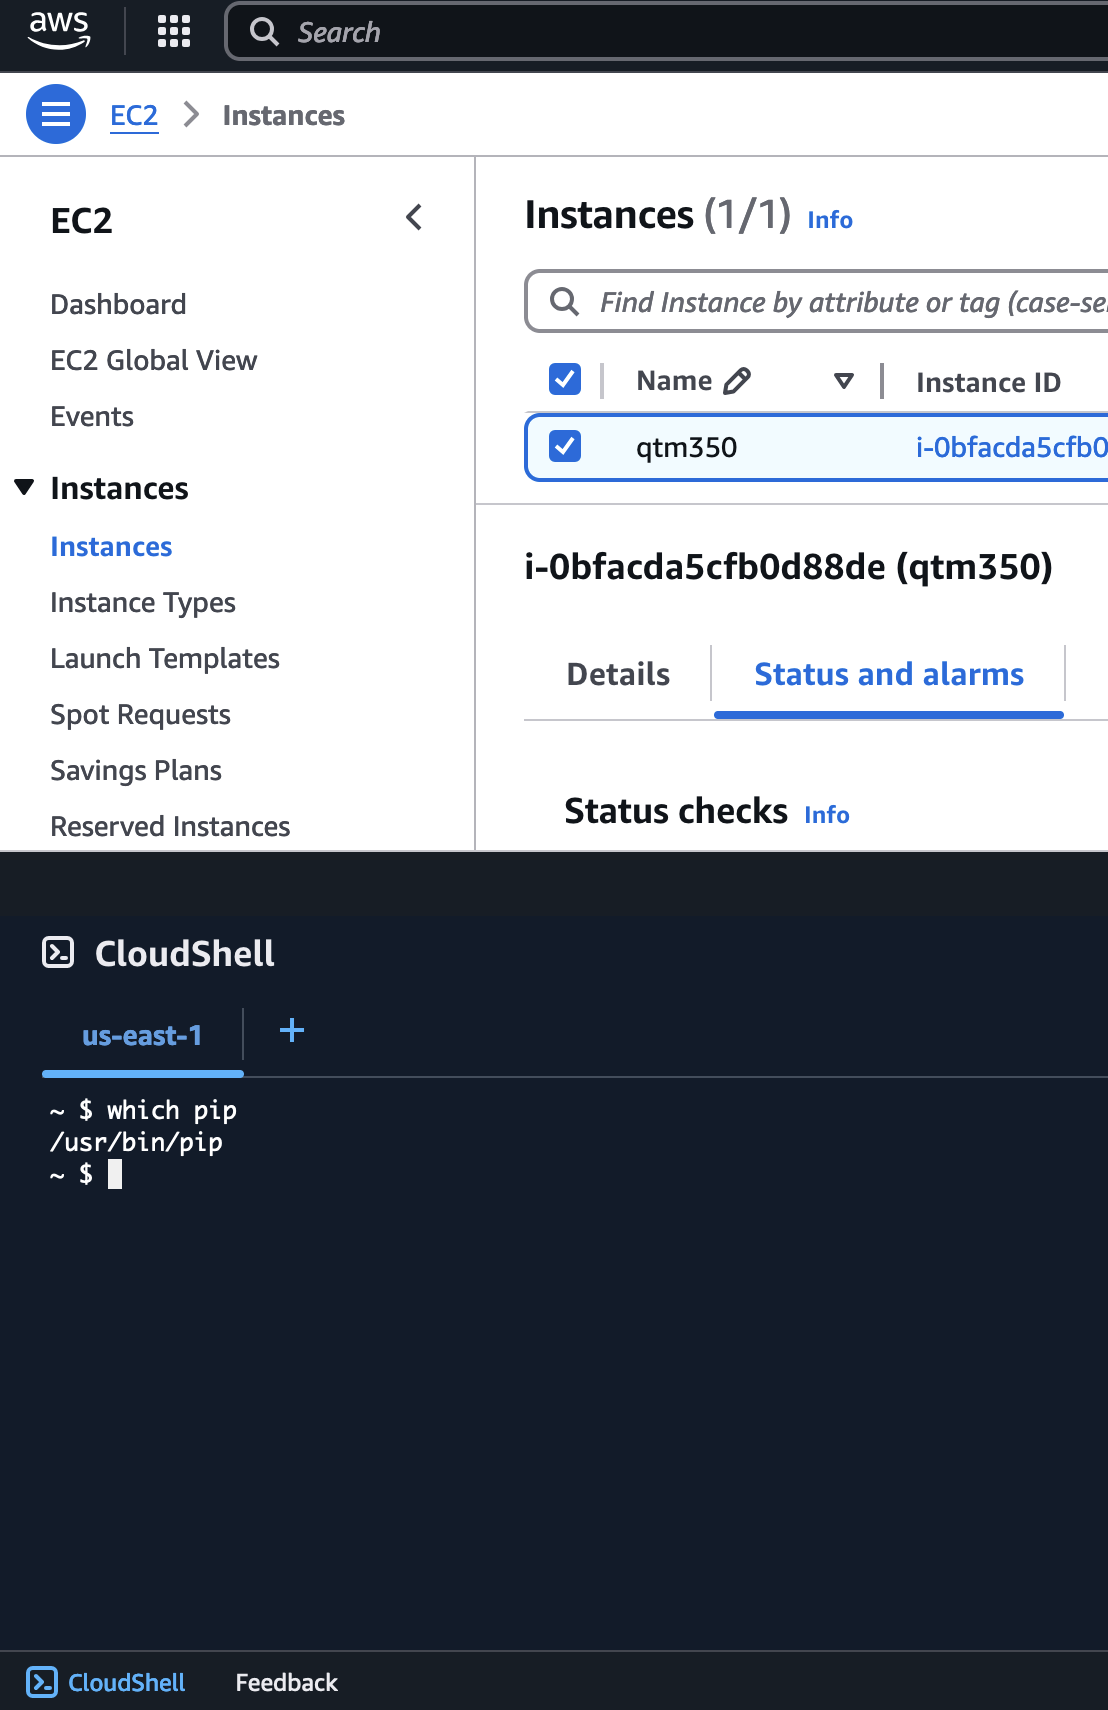 aws
Search
EC2 > Instances
EC2
Dashboard
EC2 Global View
Events
Instances
Instances
Instance Types
Launch Templates
Spot Requests
Savings Plans
Reserved Instances
Instances (1/1) Info
Find Instance by attribute or tag (case-se
Name Instance ID
qtm350 i-0bfacda5cfb0
i-0bfacda5cfb0d88de (qtm350)
Details Status and alarms
Status checks Info
CloudShell
us-east-1 +
~ $ which pip
/usr/bin/pip
~ $
CloudShell Feedback